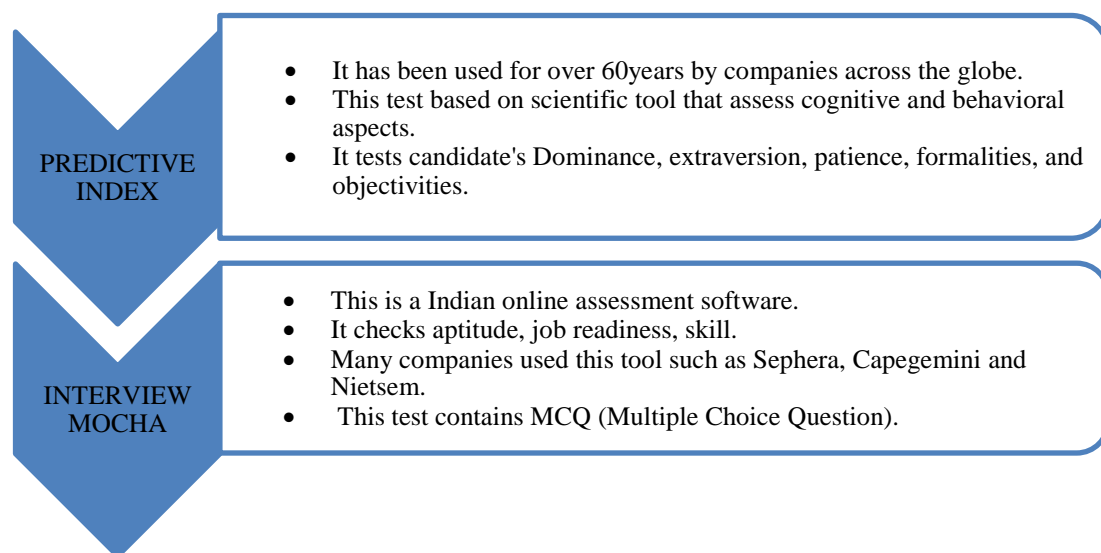 PREDICTIVE
INDEX
• It has been used for over 60years by companies across the globe.
• This test based on scientific tool that assess cognitive and behavioral
aspects.
• It tests candidate's Dominance, extraversion, patience, formalities, and
objectivities.
INTERVIEW
MOCHA
• This is a Indian online assessment software.
• It checks aptitude, job readiness, skill.
• Many companies used this tool such as Sephera, Capegemini and
Nietsem.
• This test contains MCQ (Multiple Choice Question).